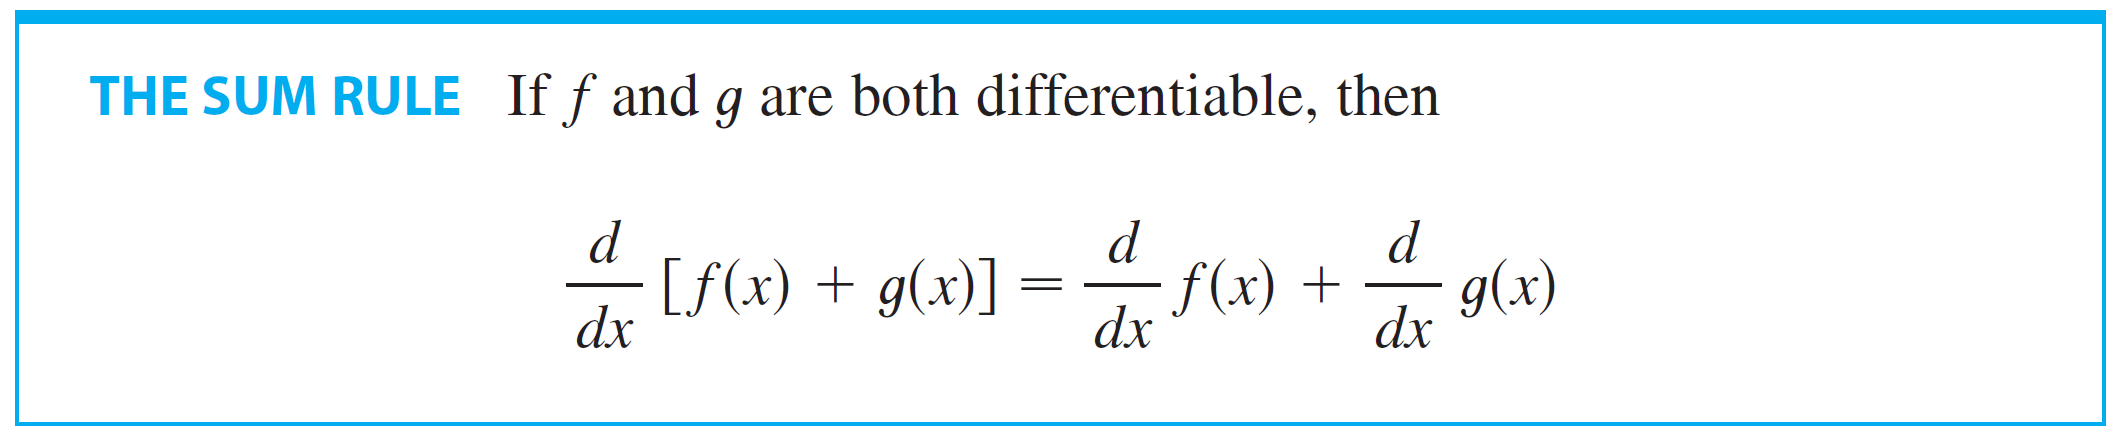 THE SUM RULE If f and g are both differentiable, then
d/dx [f(x) + g(x)] = d/dx f(x) + d/dx g(x)